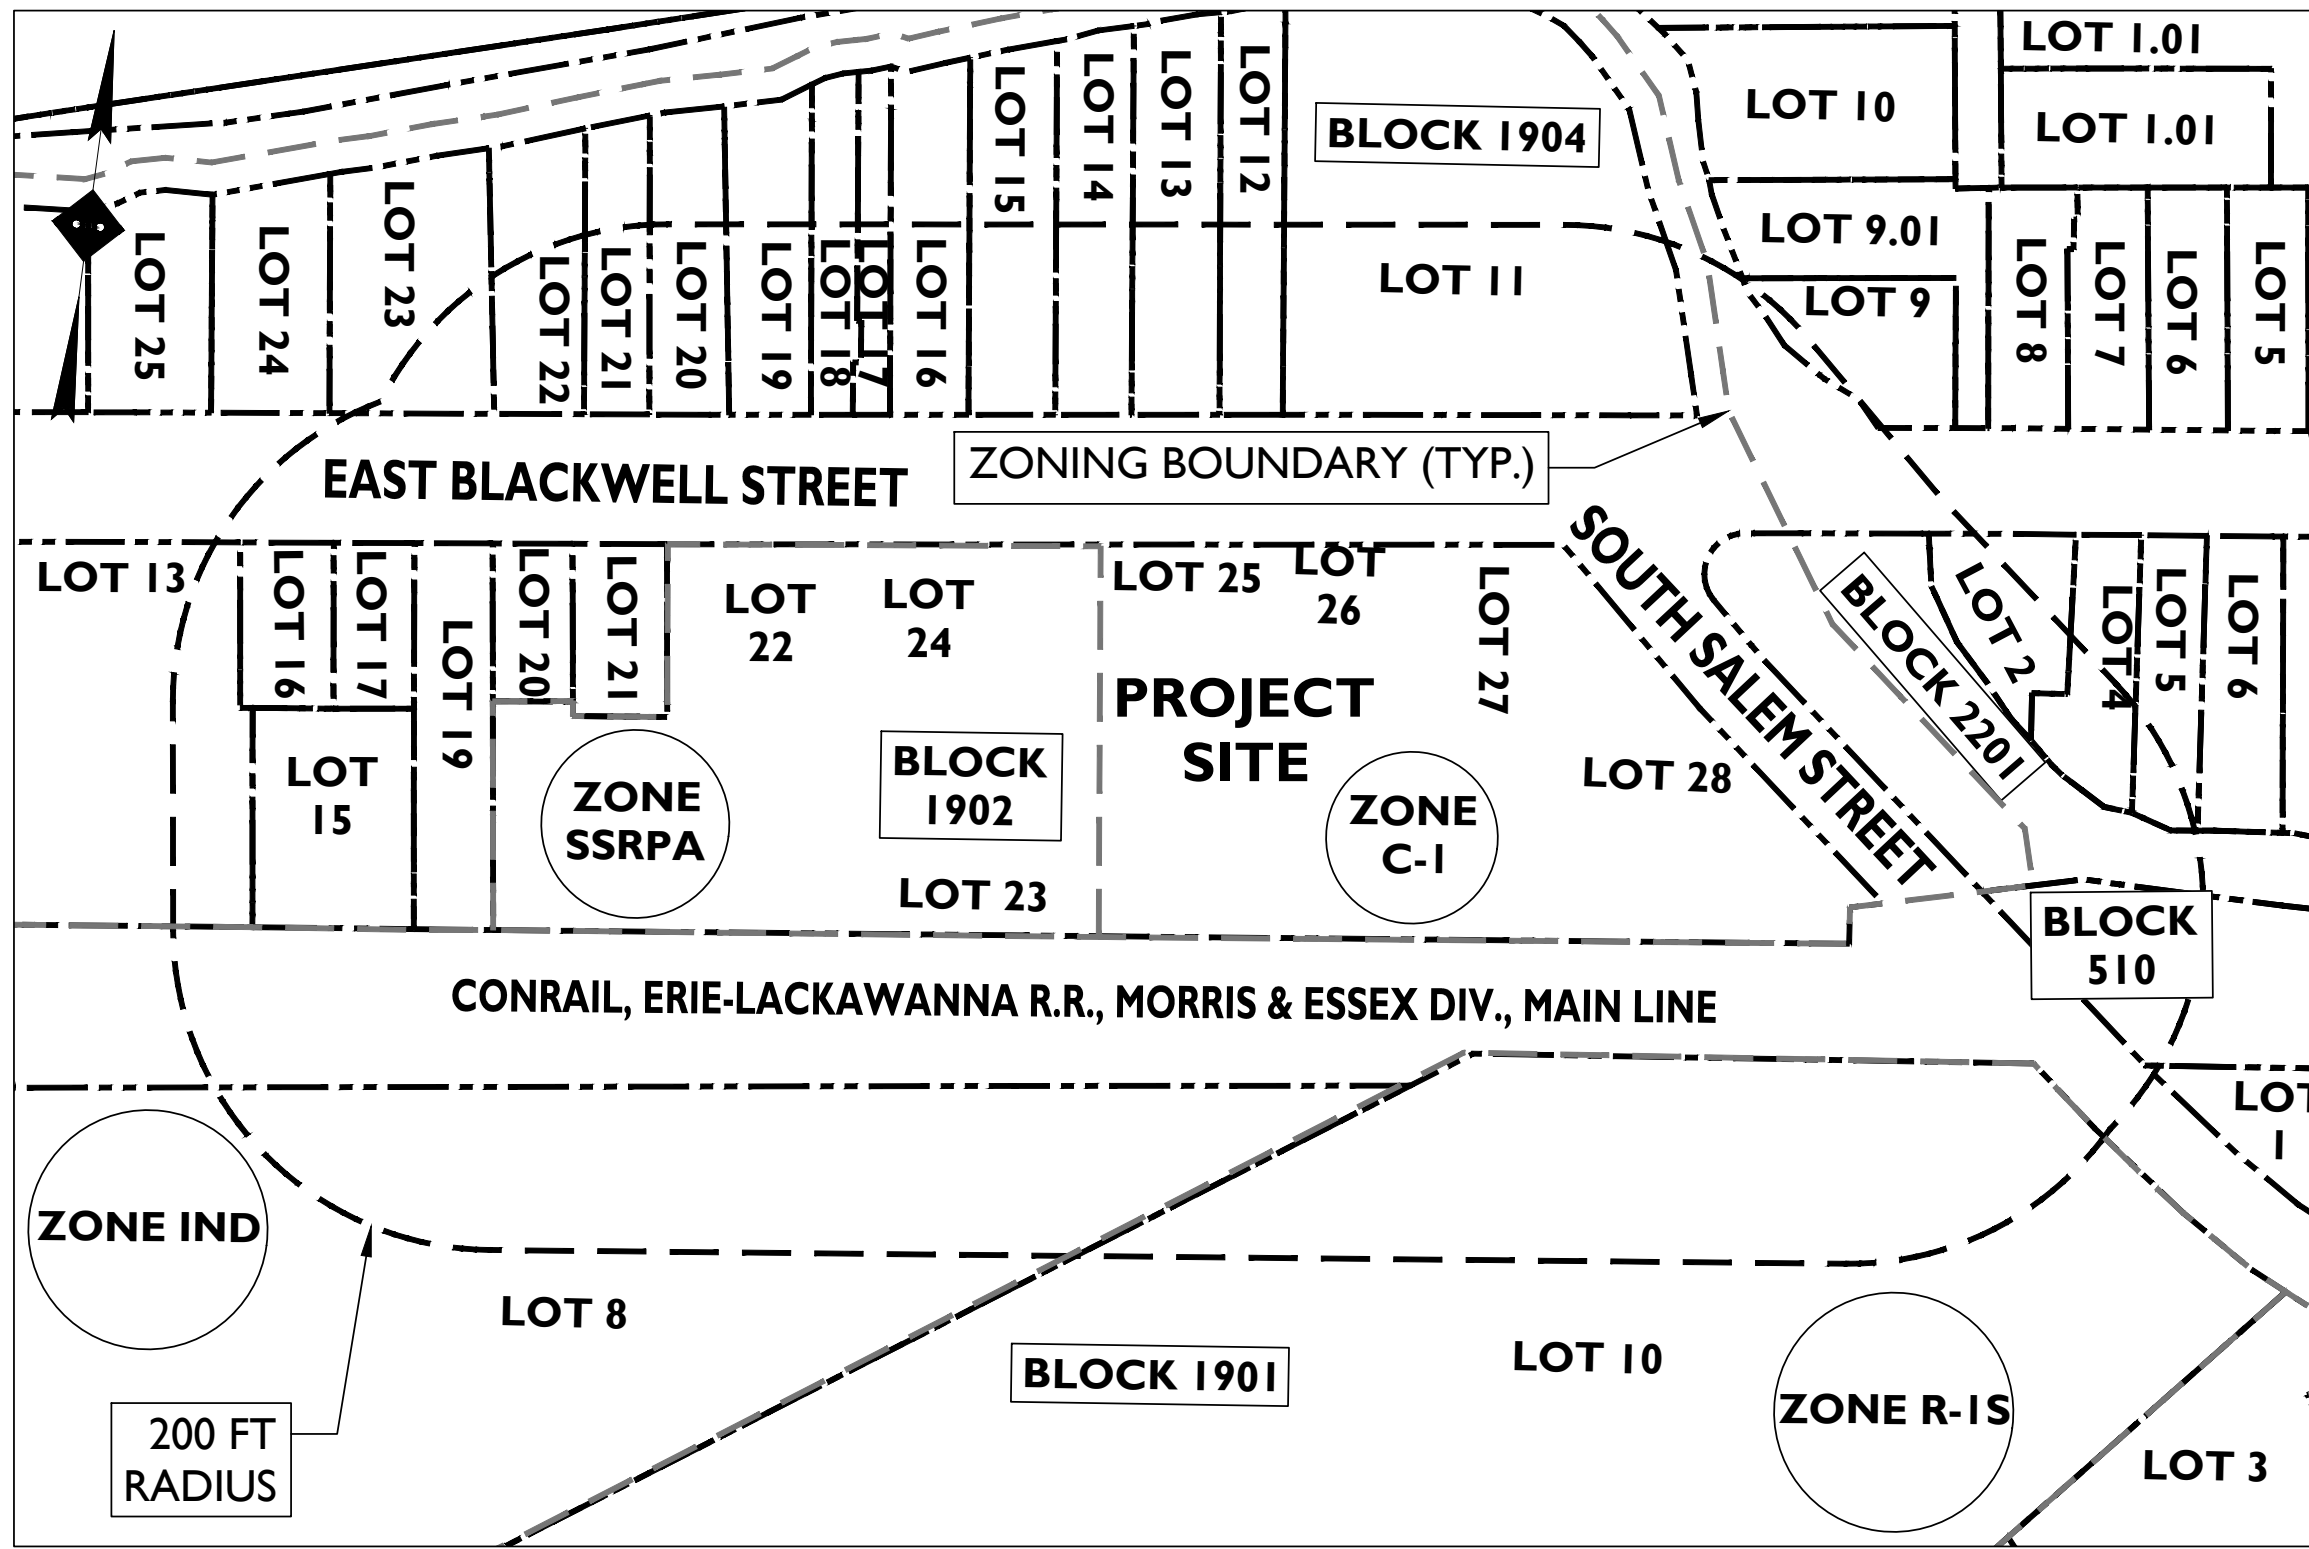 LOT 1.01
LOT 10
LOT 1.01
BLOCK 1904
LOT 15
LOT 14
LOT 13
LOT 12
LOT 9.01
LOT 25
LOT 24
LOT 23
LOT 22
LOT 21
LOT 20
LOT 19
LOT 18
LOT 17
LOT 16
LOT 11
LOT 9
LOT 8
LOT 7
LOT 6
LOT 5
ZONING BOUNDARY (TYP.)
EAST BLACKWELL STREET
LOT 13
LOT 16
LOT 17
LOT 19
LOT 20
LOT 21
LOT
22
LOT
24
LOT 25
LOT
26
LOT 27
SOUTH SALEM STREET
BLOCK 2201
LOT 2
LOT 4
LOT 5
LOT 6
PROJECT
SITE
LOT
15
ZONE
SSRPA
BLOCK
1902
ZONE
C-1
LOT 28
LOT 23
BLOCK
510
CONRAIL, ERIE-LACKAWANNA R.R., MORRIS & ESSEX DIV., MAIN LINE
LOT
1
ZONE IND
LOT 8
BLOCK 1901
LOT 10
ZONE R-1S
LOT 3
200 FT
RADIUS